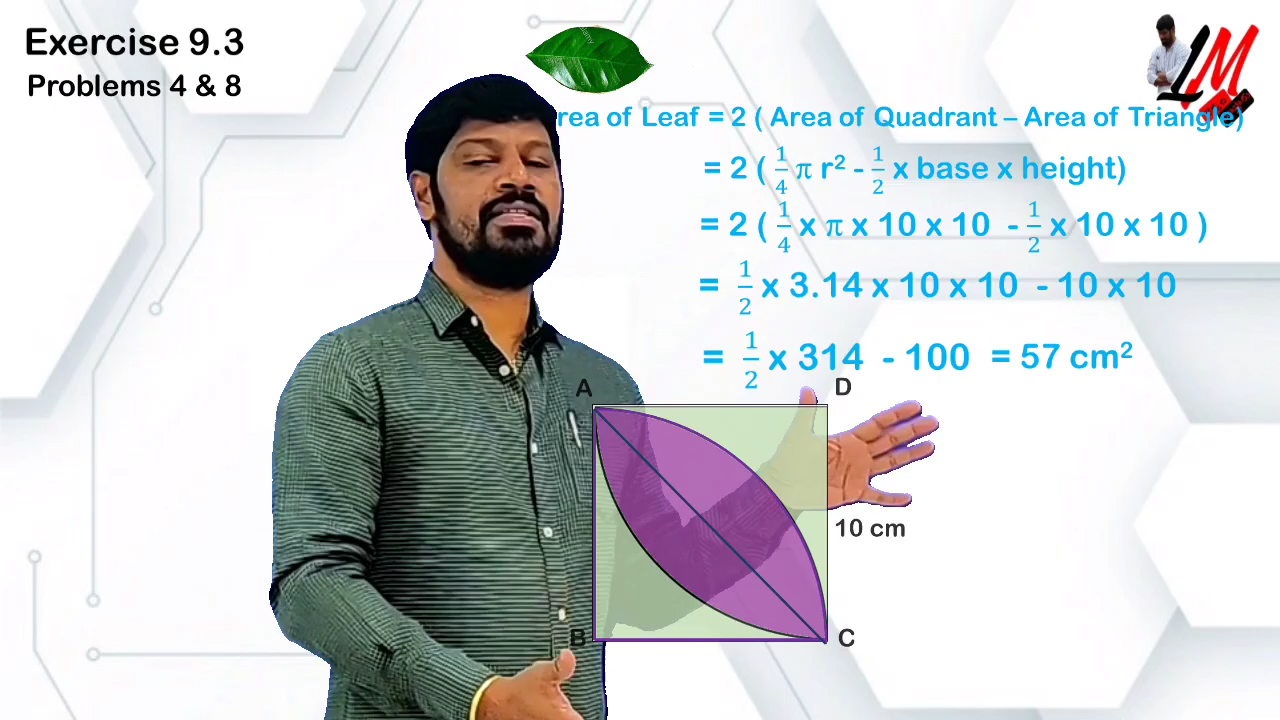 Exercise 9.3
Problems 4 & 8
LM
rea of Leaf = 2 ( Area of Quadrant – Area of Triangle)
= 2 ( 1/4 π r² - 1/2 x base x height)
= 2 ( 1/4 x π x 10 x 10 - 1/2 x 10 x 10 )
= 1/2 x 3.14 x 10 x 10 - 10 x 10
= 1/2 x 314 - 100 = 57 cm²
A D
10 cm
B C